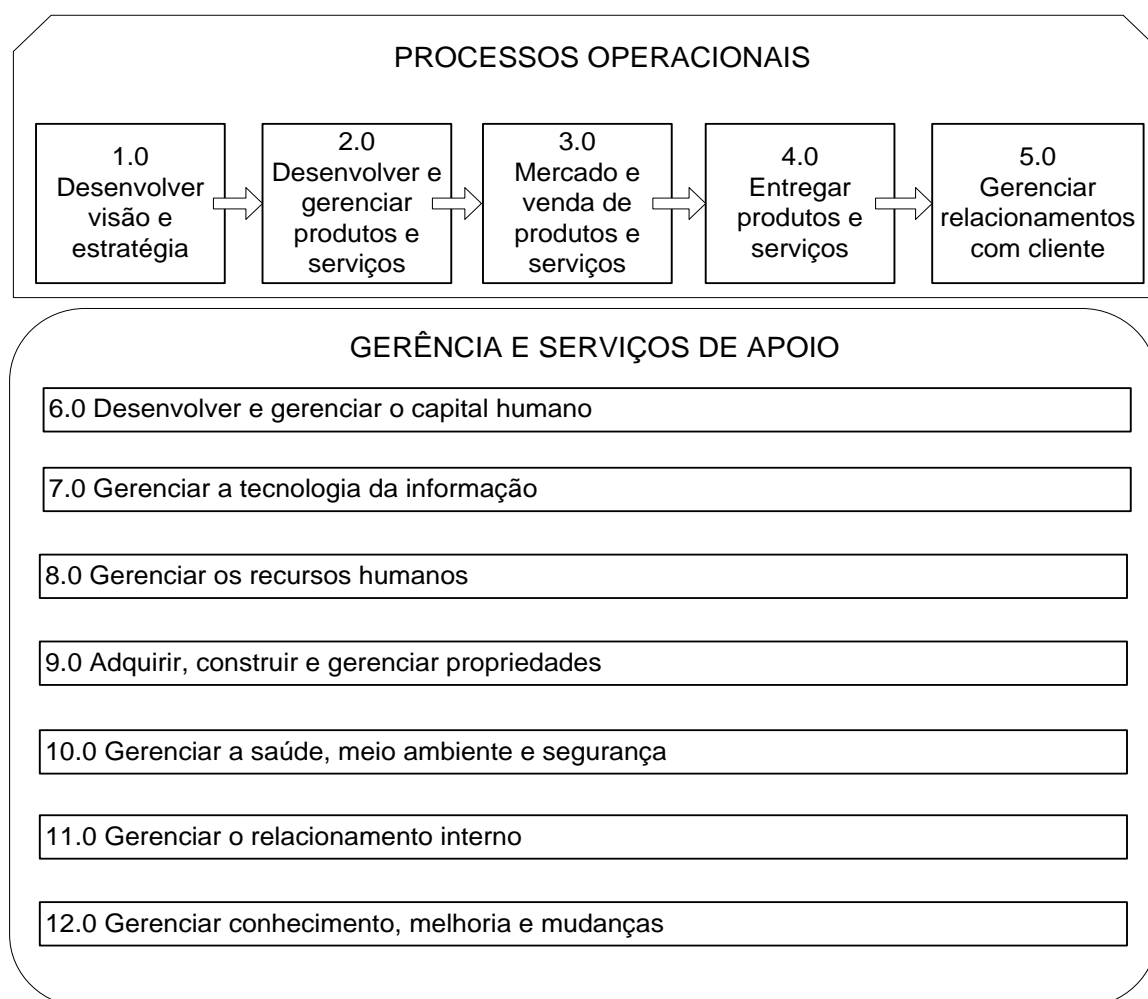 PROCESSOS OPERACIONAIS
1.0
Desenvolver
visão e
estratégia
2.0
Desenvolver e
gerenciar
produtos e
serviços
3.0
Mercado e
venda de
produtos e
serviços
4.0
Entregar
produtos e
serviços
5.0
Gerenciar
relacionamentos
com cliente
GERÊNCIA E SERVIÇOS DE APOIO
6.0 Desenvolver e gerenciar o capital humano
7.0 Gerenciar a tecnologia da informação
8.0 Gerenciar os recursos humanos
9.0 Adquirir, construir e gerenciar propriedades
10.0 Gerenciar a saúde, meio ambiente e segurança
11.0 Gerenciar o relacionamento interno
12.0 Gerenciar conhecimento, melhoria e mudanças